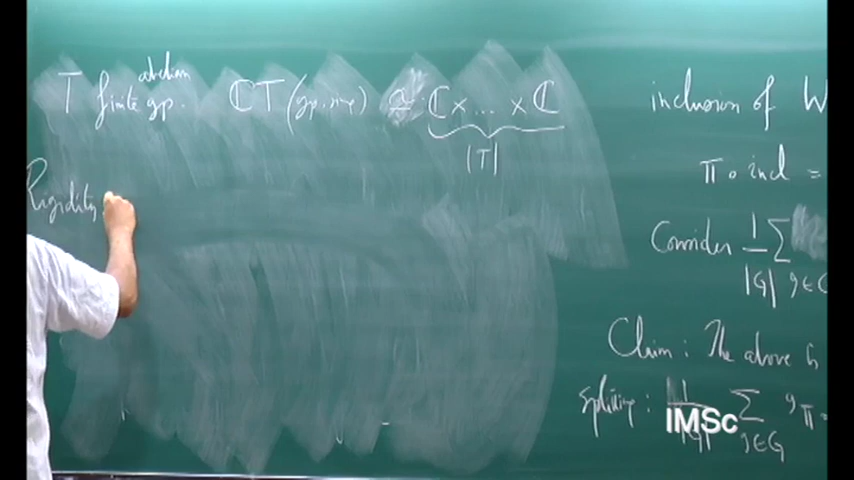 T finite abelian gp. ℂT (gp. ring) ≅ ℂ × ... × ℂ
|T|
Rigidity
inclusion of W
π ∘ incl =
Consider 1/|G| Σ g∈G
Claim : The above is
Splitting : 1/|G| Σ g∈G ᵍπ =
IMSc